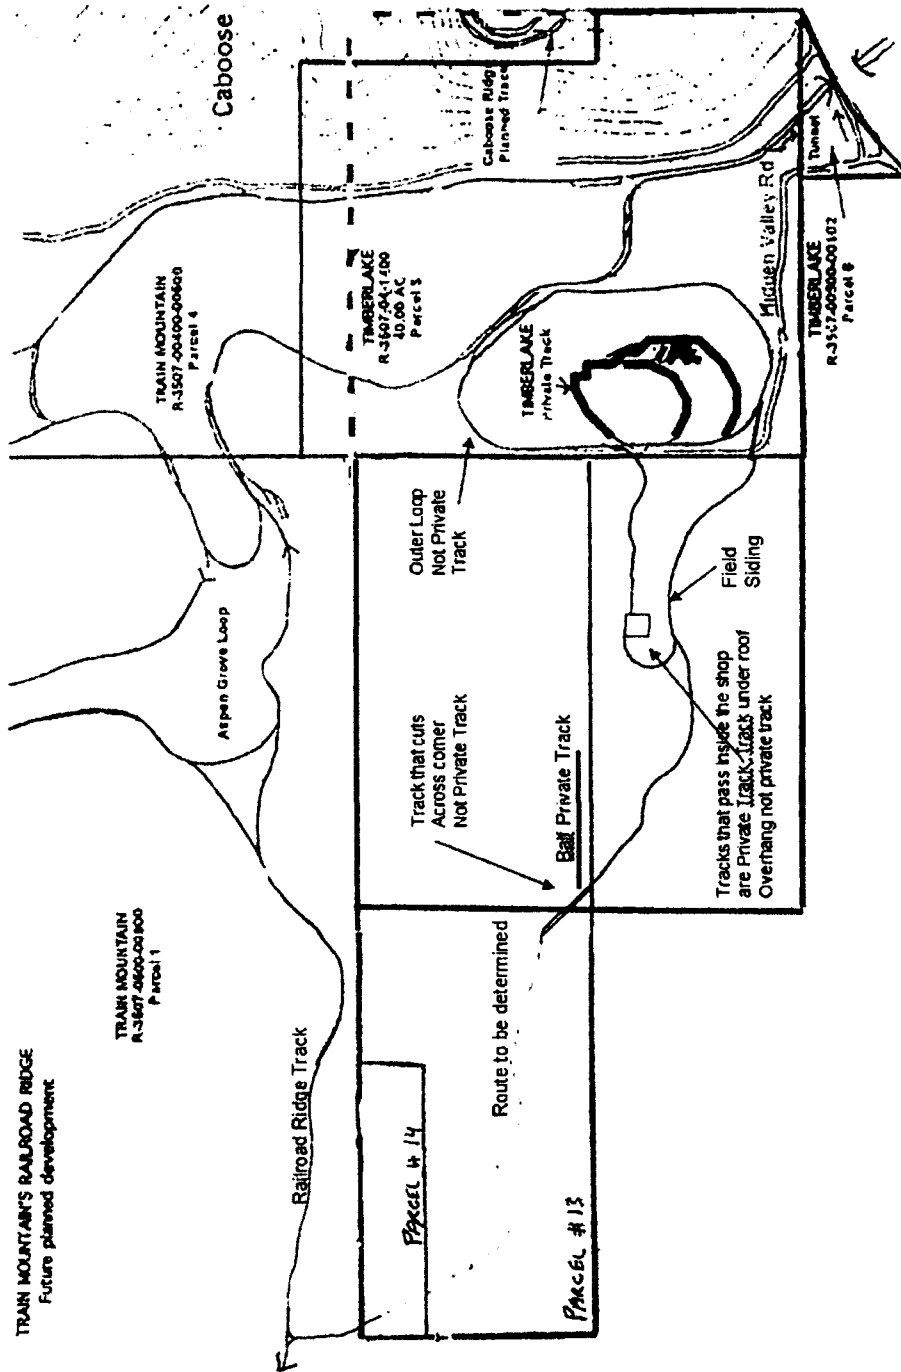 TRAIN MOUNTAIN'S RAILROAD RIDGE
Future planned development
TRAIN MOUNTAIN
Parcel 1
Railroad Ridge Track
PARCEL # 14
PARCEL # 13
Route to be determined
Aspen Grove Loop
Track that cuts
Across corner
Not Private Track
Ball Private Track
Tracks that pass inside the shop
are Private Track. Track under roof
Overhang not private track
Field
Siding
Outer Loop
Not Private
Track
TRAIN MOUNTAIN
R-3507-00400-00600
Parcel 4
TIMBERLAKE
40.00 AC
Parcel 5
TIMBERLAKE
Private Track
Caboose
Caboose Ridge
Planned Track
Hidden Valley Rd
Tunnel
TIMBERLAKE